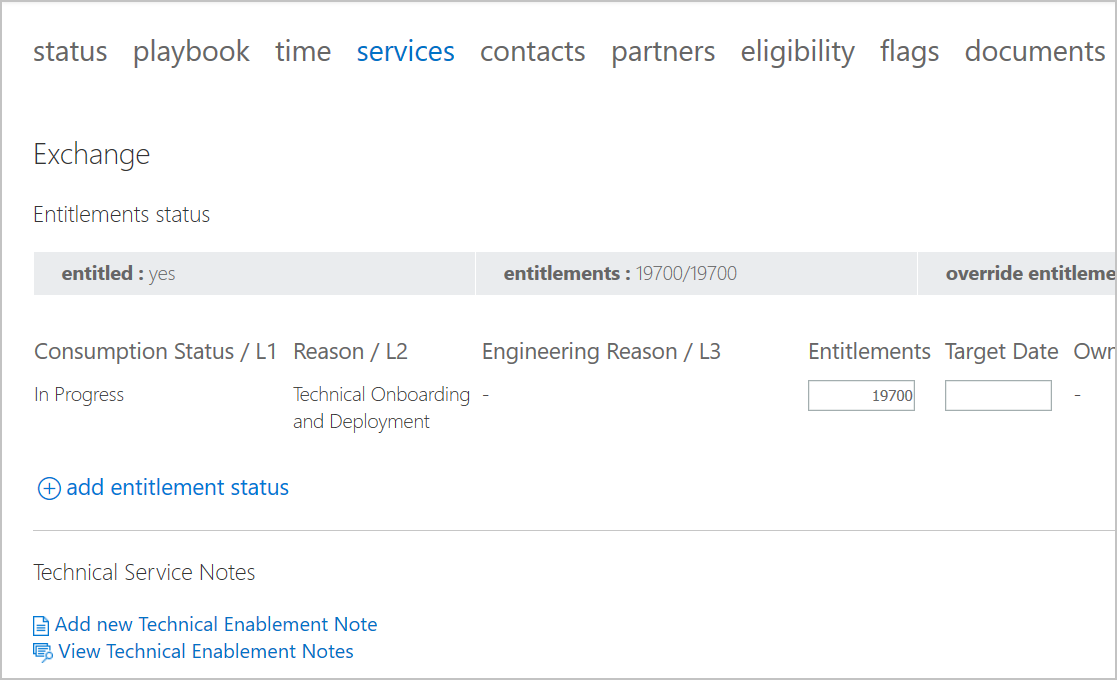 status playbook time services contacts partners eligibility flags documents
Exchange
Entitlements status
entitled : yes entitlements : 19700/19700 override entitleme
Consumption Status / L1 Reason / L2 Engineering Reason / L3 Entitlements Target Date Own
In Progress Technical Onboarding - 19700 -
and Deployment
add entitlement status
Technical Service Notes
Add new Technical Enablement Note
View Technical Enablement Notes